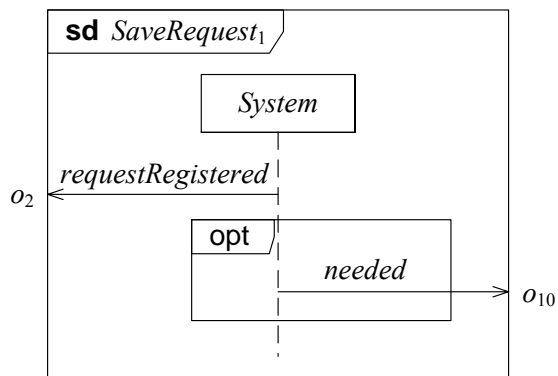 sd SaveRequest₁
System
requestRegistered
o₂
opt
needed
o₁₀